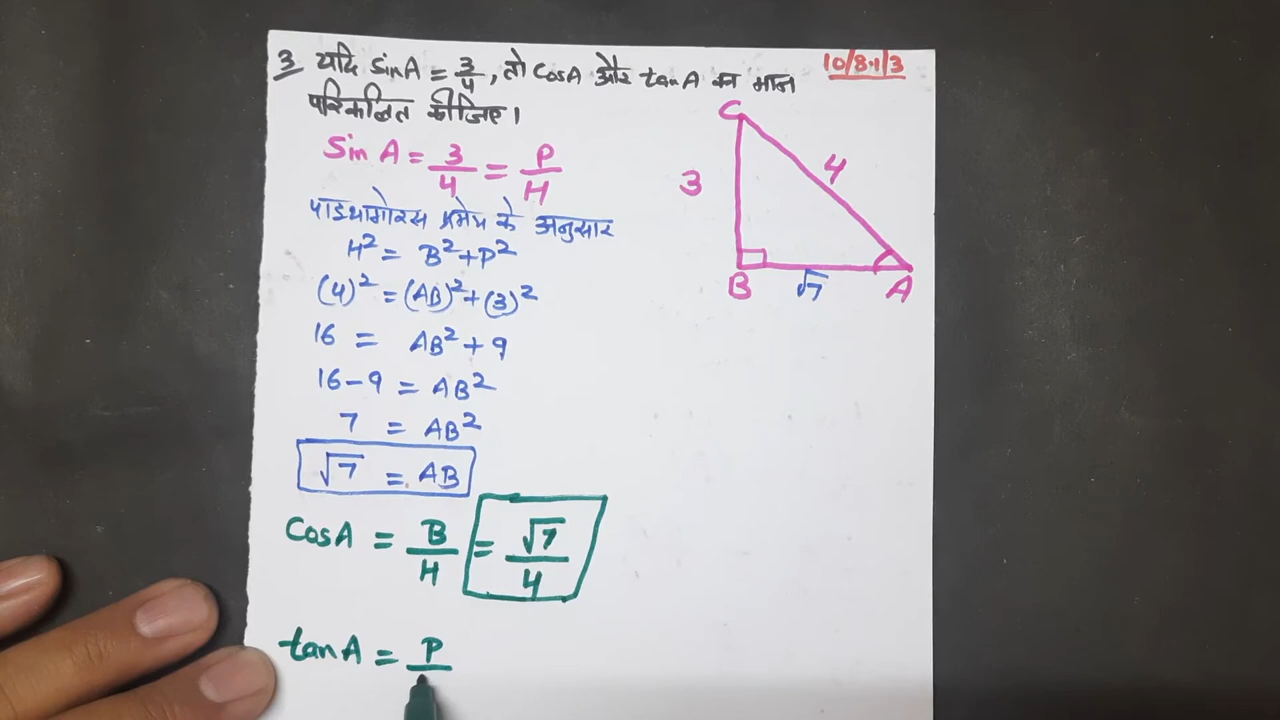 3 यदि sinA = 3/4, तो cosA और tanA का मान
10/8.1/3
परिकलित कीजिए।
Sin A = 3/4 = P/H
पाइथागोरस प्रमेय के अनुसार
H² = B² + P²
(4)² = (AB)² + (3)²
16 = AB² + 9
16 - 9 = AB²
7 = AB²
√7 = AB
CosA = B/H = √7/4
tanA = P
C
3
4
B
√7
A